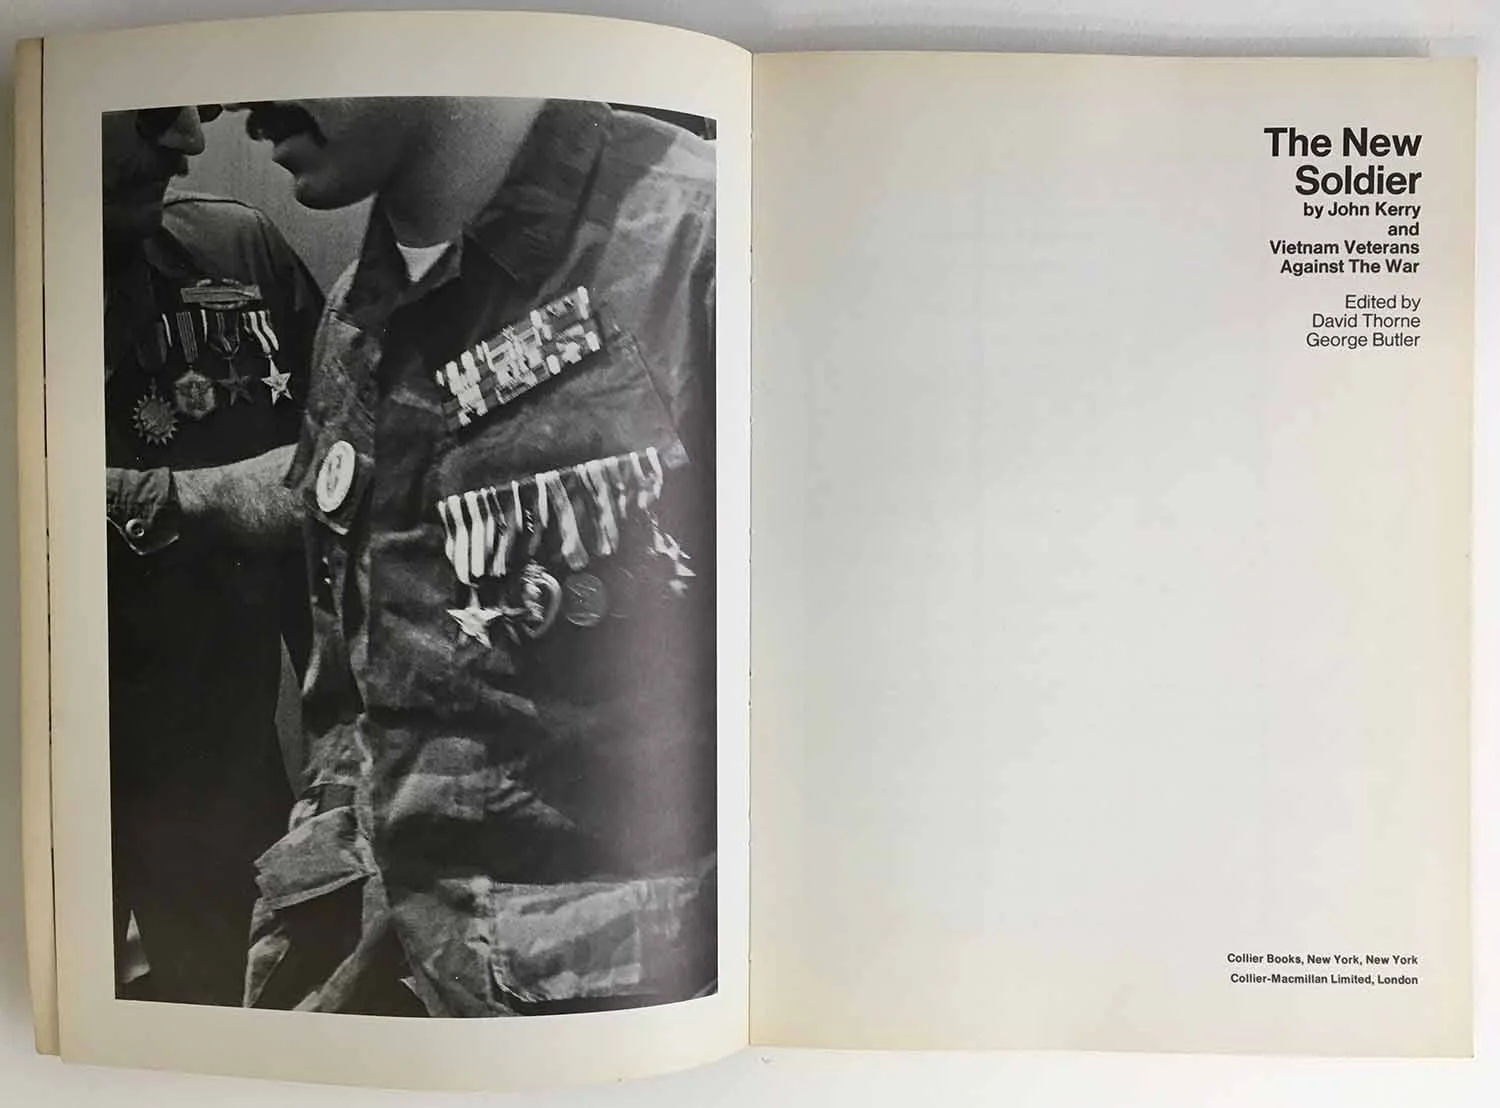 The New
Soldier
by John Kerry
and
Vietnam Veterans
Against The War
Edited by
David Thorne
George Butler
Collier Books, New York, New York
Collier-Macmillan Limited, London